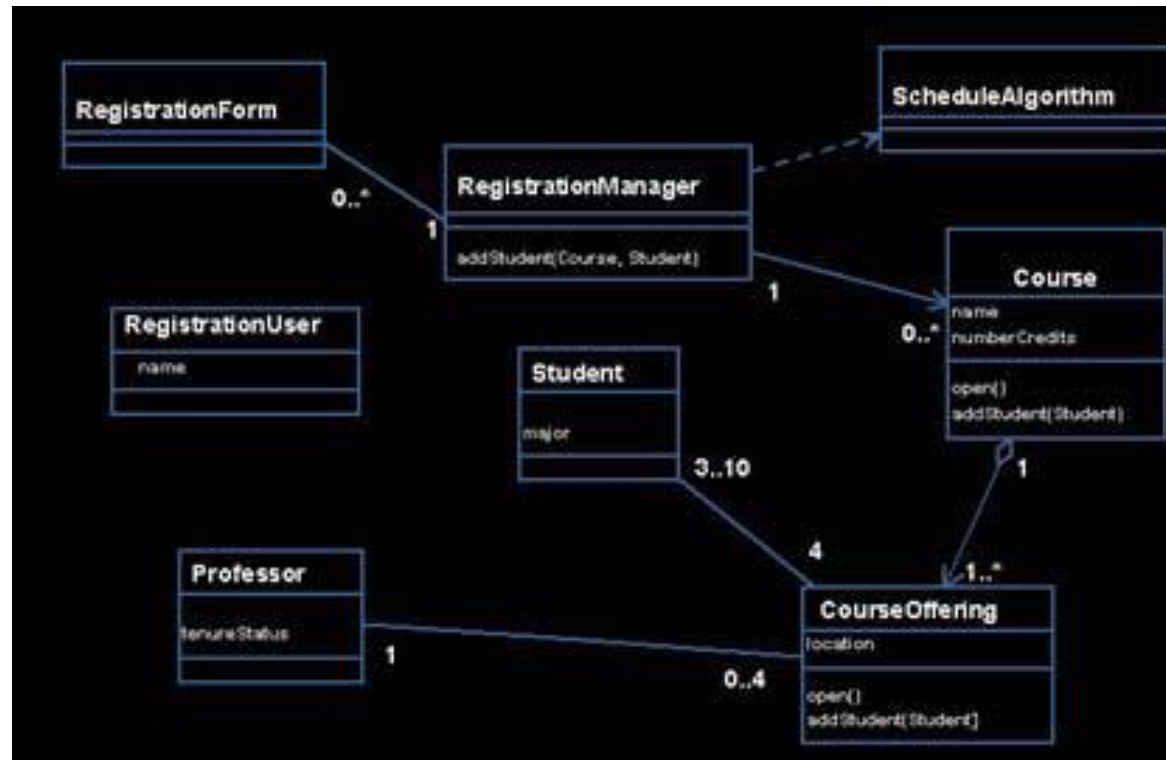 RegistrationForm
ScheduleAlgorithm
0..*
RegistrationManager
1
addStudent(Course, Student)
1
Course
0..*
name
numberCredits
open()
addStudent(Student)
1
RegistrationUser
name
Student
major
3..10
4
1..*
Professor
tenureStatus
1
0..4
CourseOffering
location
open()
addStudent(Student]